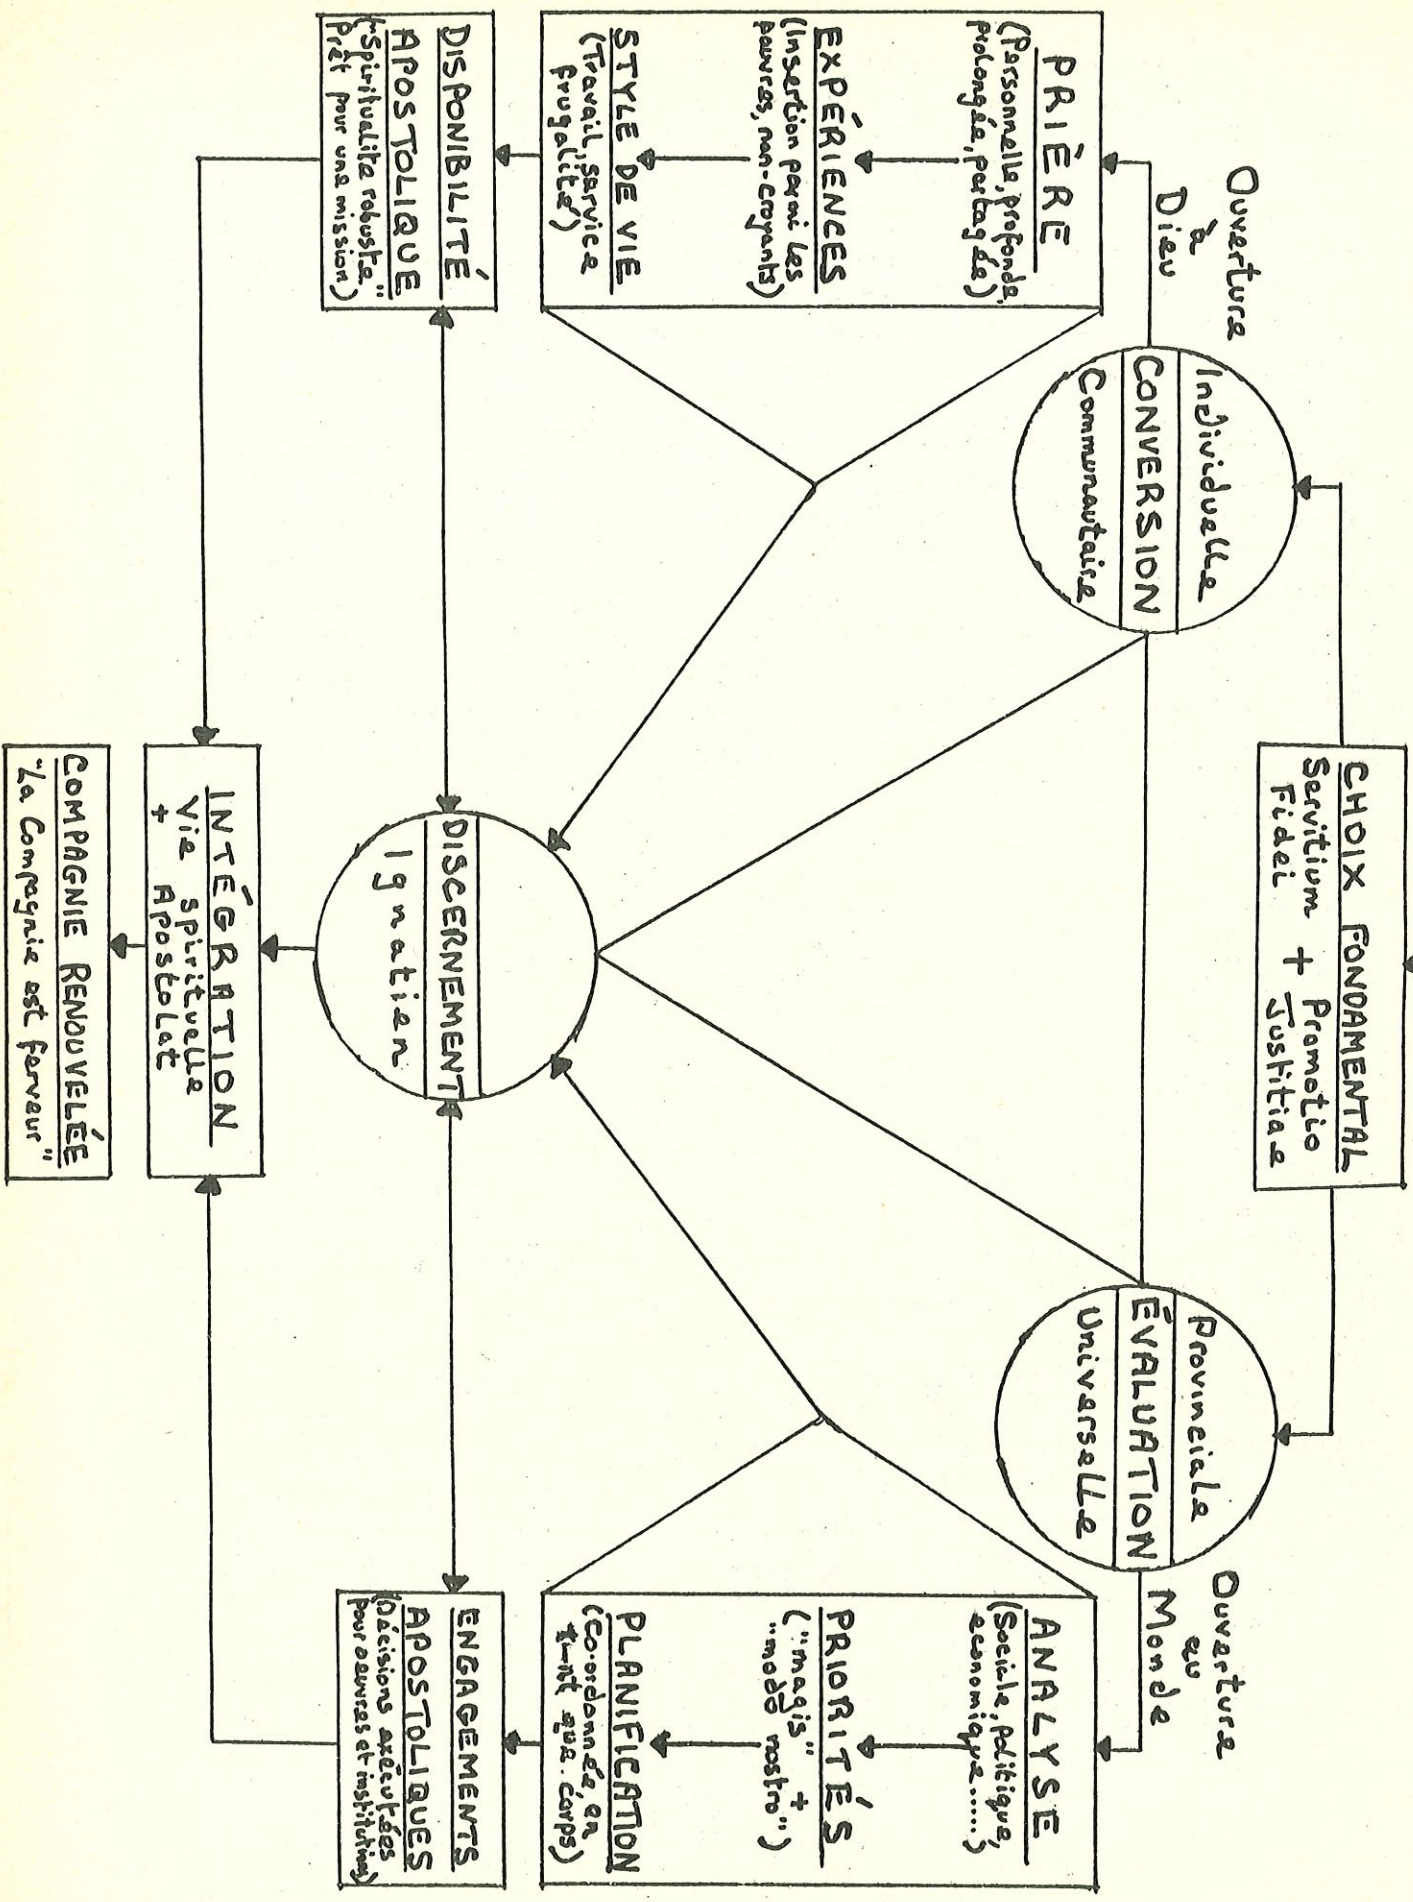 CHOIX FONDAMENTAL
Servitium + Promotio
Fidei Justitiae
Ouverture
à
Dieu
Individuelle
CONVERSION
Communautaire
Provinciale
ÉVALUATION
Universelle
Ouverture
au
Monde
PRIÈRE
(Personnelle, profonde,
prolongée, partagée)
EXPÉRIENCES
(Insertion parmi les
pauvres, non-croyants)
STYLE DE VIE
(Travail, service
frugalité)
ANALYSE
(Sociale, politique,
economique.....)
PRIORITÉS
("magis" +
"modo nostro")
PLANIFICATION
(Co-ordonnée, en
tant que corps)
DISPONIBILITÉ
APOSTOLIQUE
("Spiritualité robuste"
Prêt pour une mission)
DISCERNEMENT
Ignatien
ENGAGEMENTS
APOSTOLIQUES
(Décisions exécutées
pour oeuvres et institutions)
INTÉGRATION
Vie spirituelle
+ Apostolat
COMPAGNIE RENOUVELÉE
"La Compagnie est ferveur"